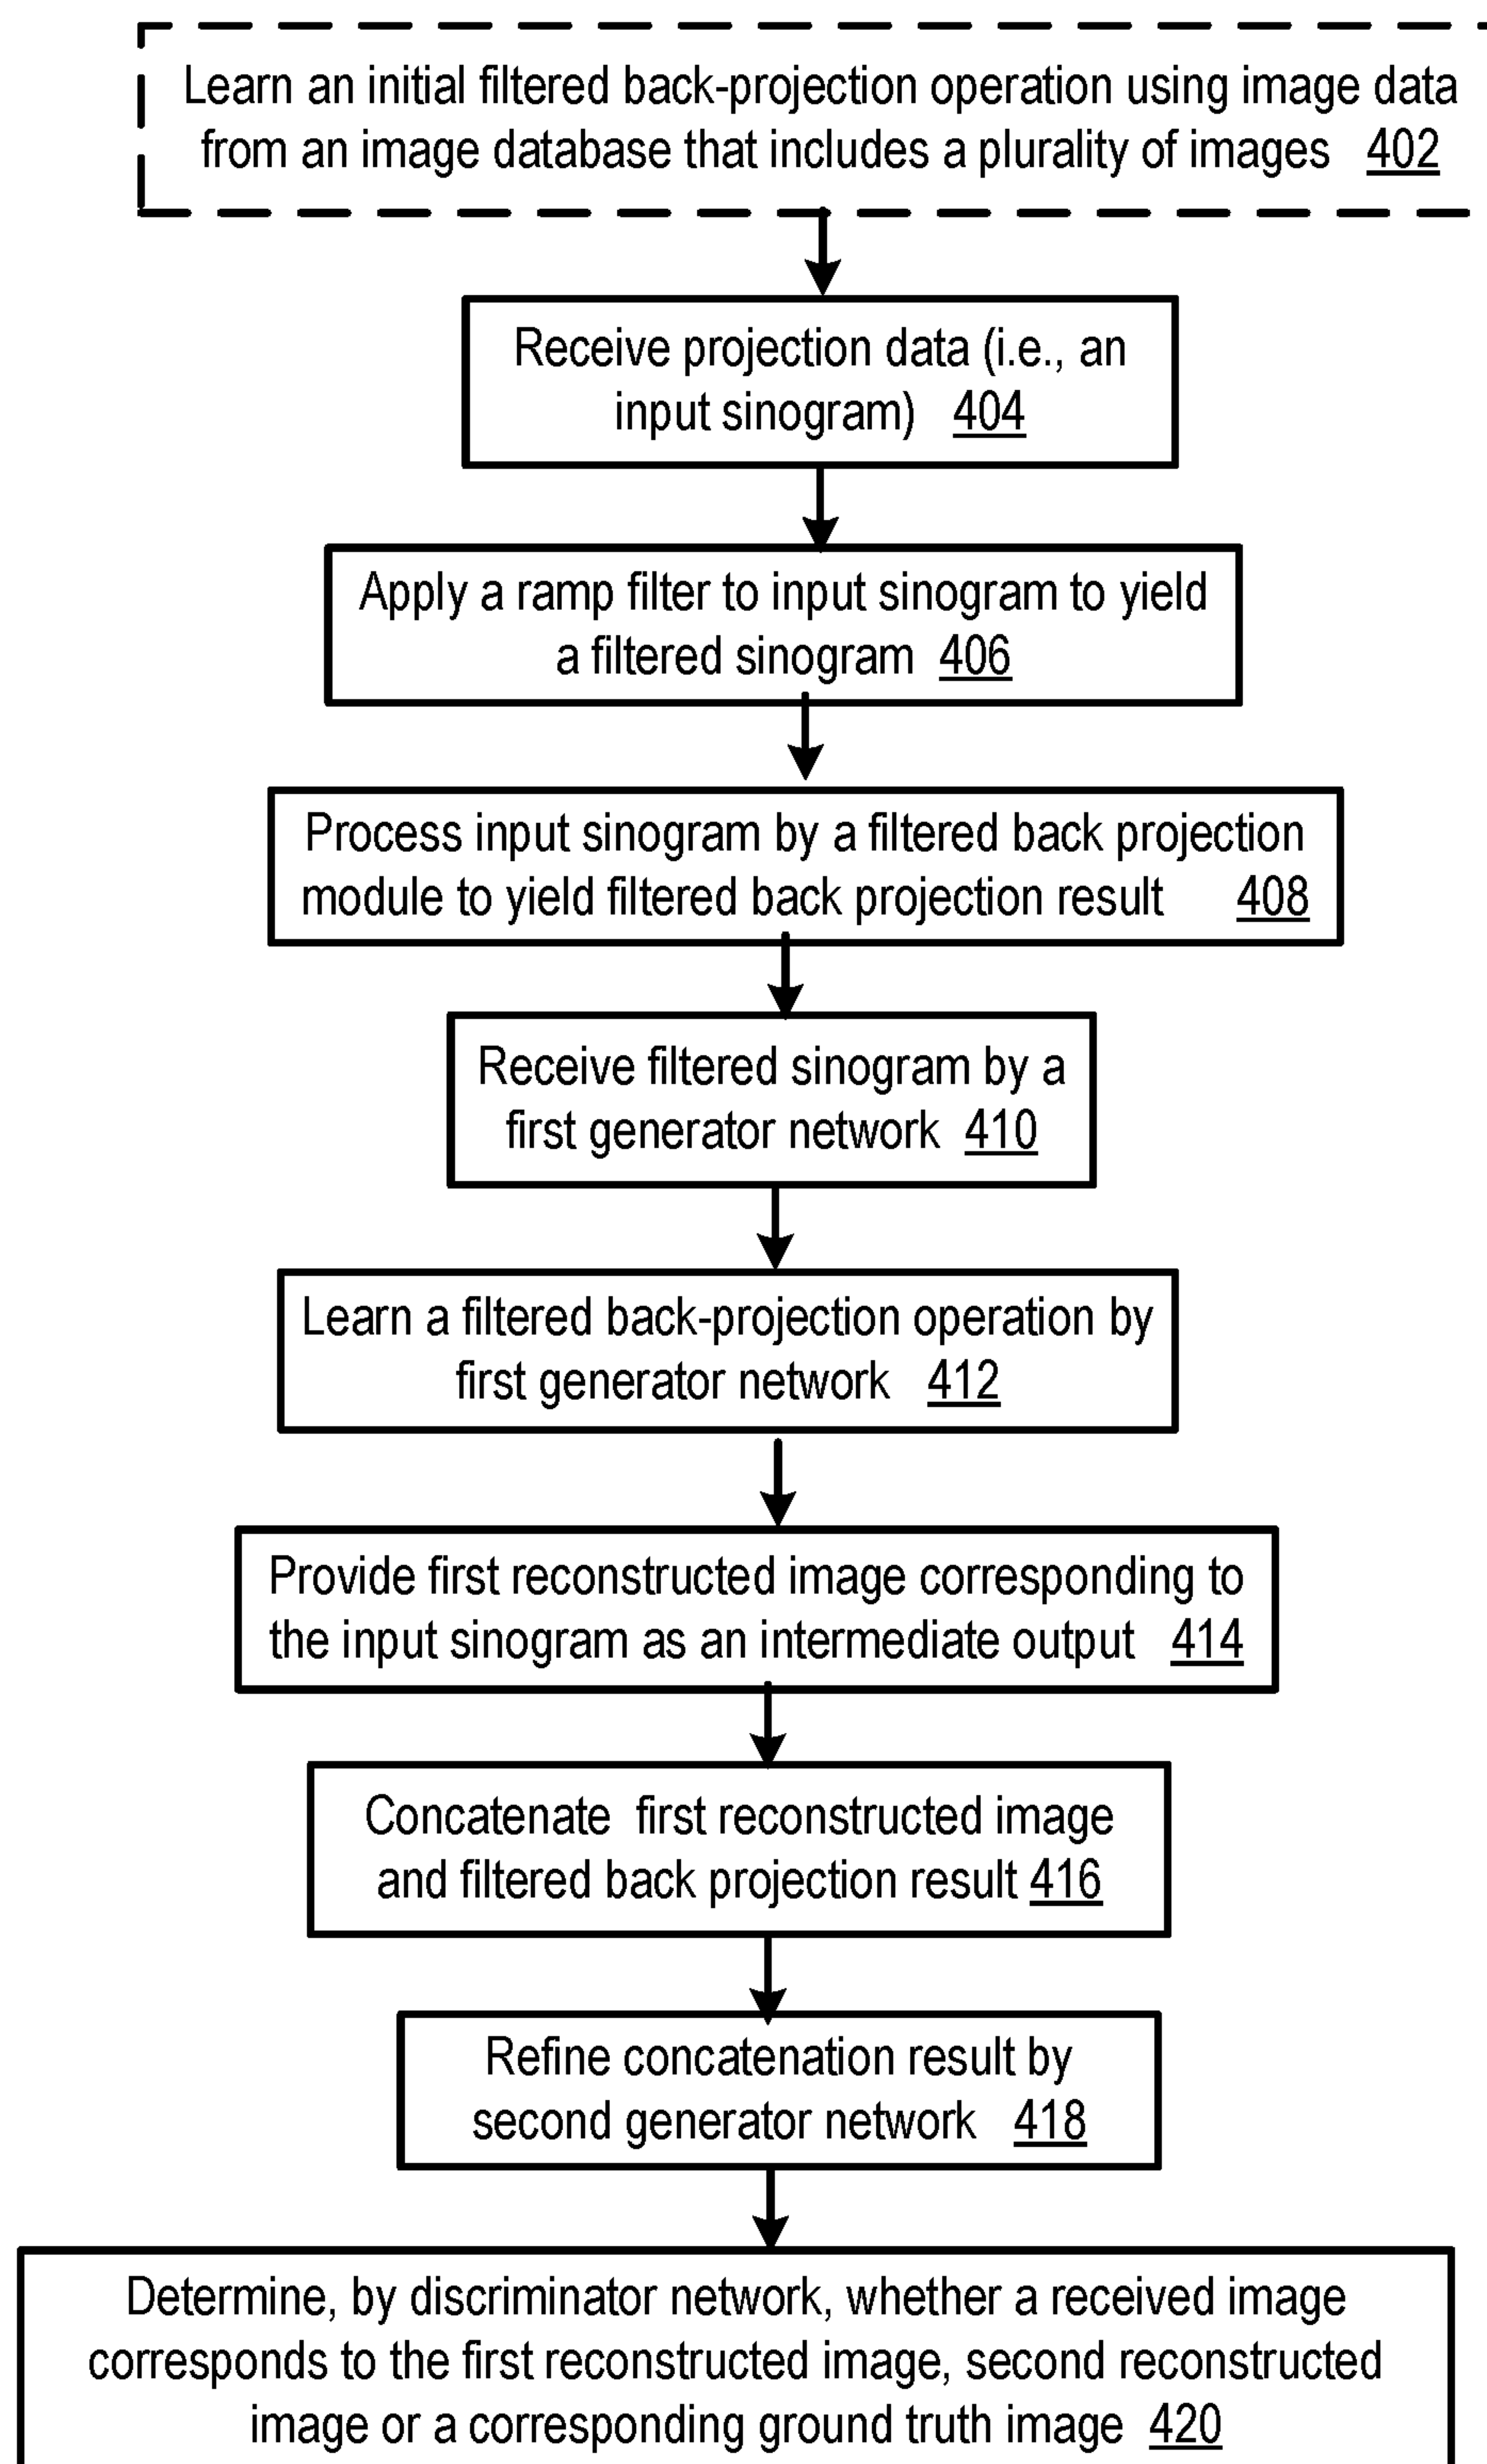 Learn an initial filtered back-projection operation using image data
from an image database that includes a plurality of images 402
Receive projection data (i.e., an
input sinogram) 404
Apply a ramp filter to input sinogram to yield
a filtered sinogram 406
Process input sinogram by a filtered back projection
module to yield filtered back projection result 408
Receive filtered sinogram by a
first generator network 410
Learn a filtered back-projection operation by
first generator network 412
Provide first reconstructed image corresponding to
the input sinogram as an intermediate output 414
Concatenate first reconstructed image
and filtered back projection result 416
Refine concatenation result by
second generator network 418
Determine, by discriminator network, whether a received image
corresponds to the first reconstructed image, second reconstructed
image or a corresponding ground truth image 420